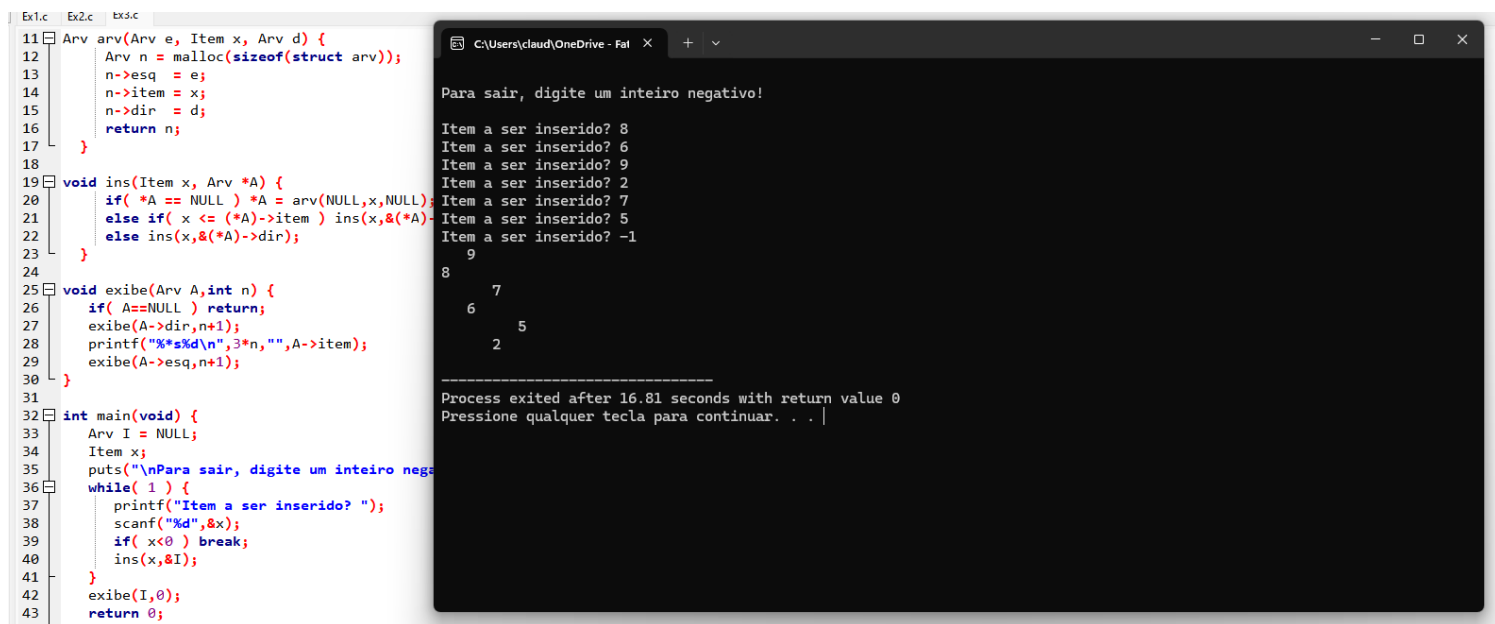 Ex1.c Ex2.c Ex3.c
11 Arv arv(Arv e, Item x, Arv d) {
12 Arv n = malloc(sizeof(struct arv));
13 n->esq = e;
14 n->item = x;
15 n->dir = d;
16 return n;
17 }
18
19 void ins(Item x, Arv *A) {
20 if( *A == NULL ) *A = arv(NULL,x,NULL);
21 else if( x <= (*A)->item ) ins(x,&(*A)-
22 else ins(x,&(*A)->dir);
23 }
24
25 void exibe(Arv A,int n) {
26 if( A==NULL ) return;
27 exibe(A->dir,n+1);
28 printf("%*s%d\n",3*n,"",A->item);
29 exibe(A->esq,n+1);
30 }
31
32 int main(void) {
33 Arv I = NULL;
34 Item x;
35 puts("\nPara sair, digite um inteiro nega
36 while( 1 ) {
37 printf("Item a ser inserido? ");
38 scanf("%d",&x);
39 if( x<0 ) break;
40 ins(x,&I);
41 }
42 exibe(I,0);
43 return 0;
C:\Users\claud\OneDrive - Fat
Para sair, digite um inteiro negativo!
Item a ser inserido? 8
Item a ser inserido? 6
Item a ser inserido? 9
Item a ser inserido? 2
Item a ser inserido? 7
Item a ser inserido? 5
Item a ser inserido? -1
9
8
7
6
5
2
--------------------------------
Process exited after 16.81 seconds with return value 0
Pressione qualquer tecla para continuar. . .